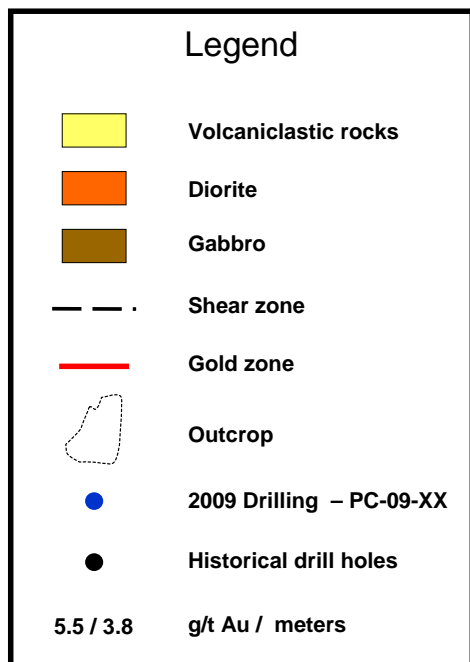 Legend
Volcaniclastic rocks
Diorite
Gabbro
Shear zone
Gold zone
Outcrop
2009 Drilling – PC-09-XX
Historical drill holes
5.5 / 3.8 g/t Au / meters